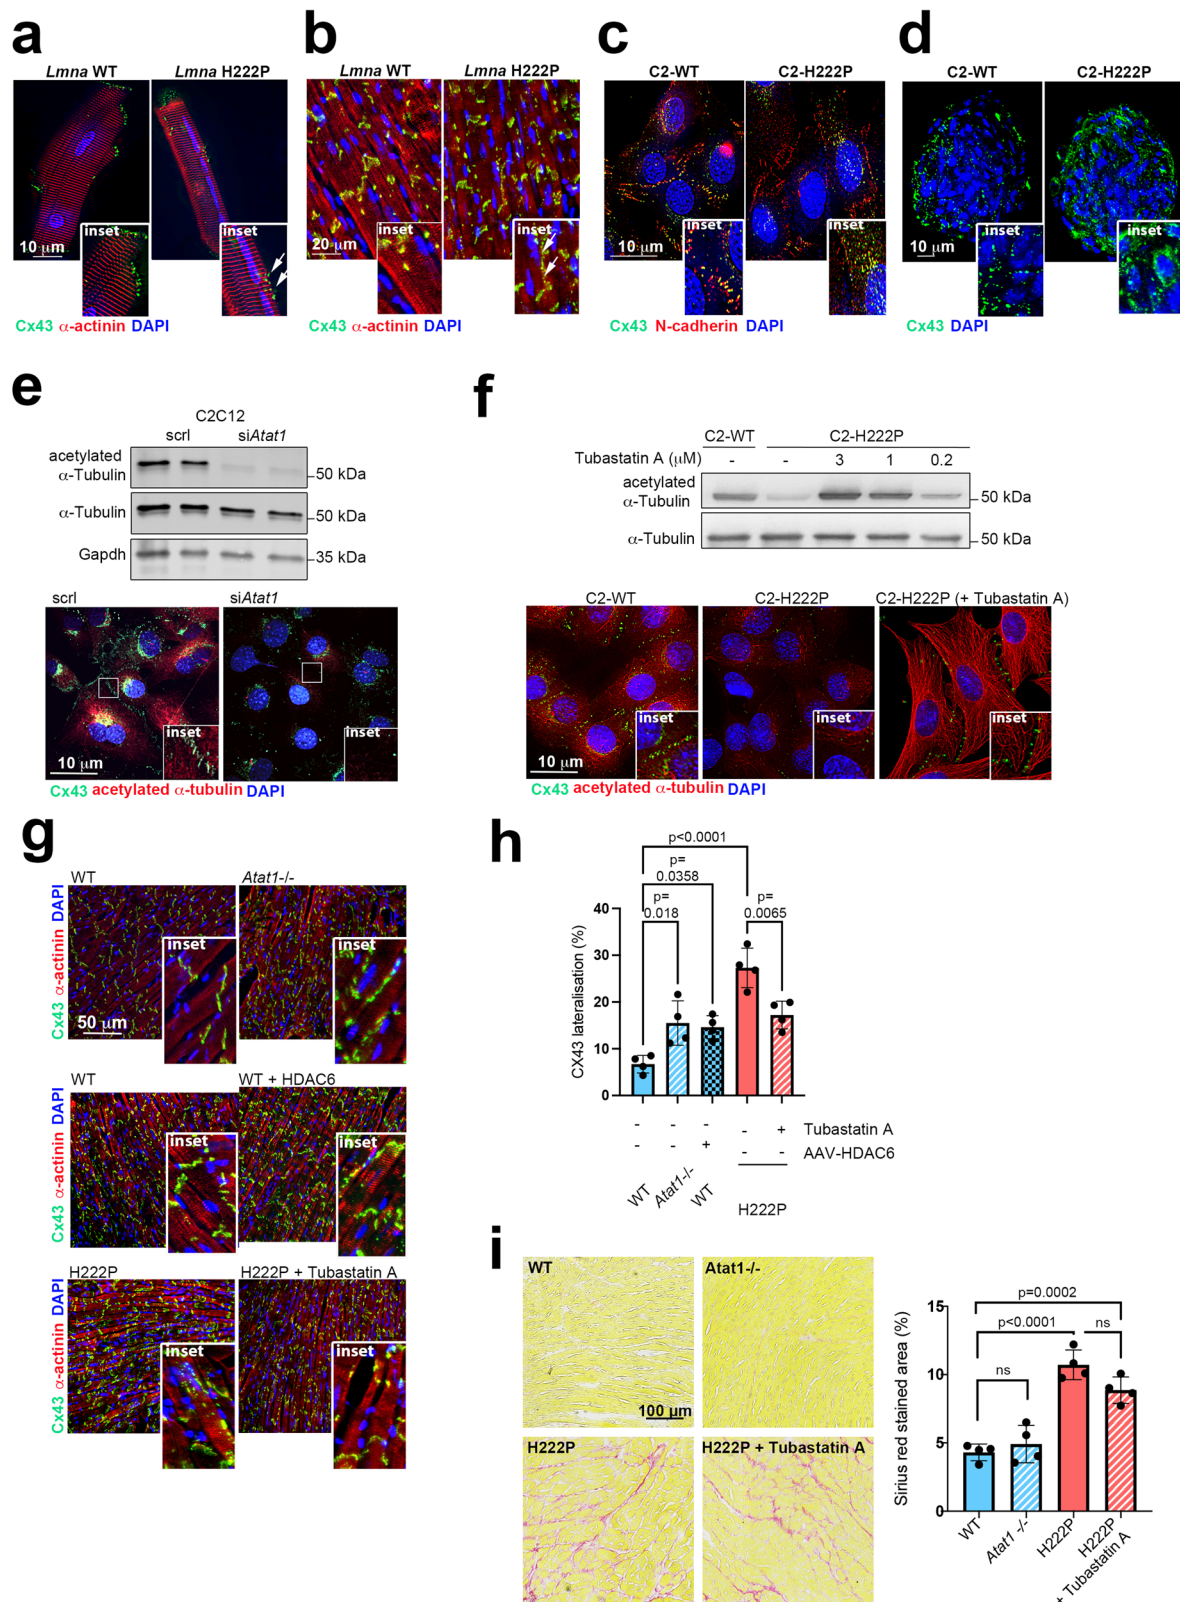 a
Lmna WT
Lmna H222P
inset
inset
10 μm
Cx43 α-actinin DAPI
b
Lmna WT
Lmna H222P
inset
inset
20 μm
Cx43 α-actinin DAPI
c
C2-WT
C2-H222P
inset
inset
10 μm
Cx43 N-cadherin DAPI
d
C2-WT
C2-H222P
inset
inset
10 μm
Cx43 DAPI
e
C2C12
scrl
siAtat1
acetylated
α-Tubulin
50 kDa
α-Tubulin
50 kDa
Gapdh
35 kDa
scrl
siAtat1
inset
inset
10 μm
Cx43 acetylated α-tubulin DAPI
f
C2-WT
C2-H222P
Tubastatin A (μM)
- - 3 1 0.2
acetylated
α-Tubulin
50 kDa
α-Tubulin
50 kDa
C2-WT
C2-H222P
C2-H222P (+ Tubastatin A)
inset
inset
inset
10 μm
Cx43 acetylated α-tubulin DAPI
g
WT
Atat1-/-
Cx43 α-actinin DAPI
inset
inset
50 μm
WT
WT + HDAC6
Cx43 α-actinin DAPI
inset
inset
H222P
H222P + Tubastatin A
Cx43 α-actinin DAPI
inset
inset
h
p<0.0001
p=
0.0358
p=
0.018
p=
0.0065
CX43 lateralisation (%)
40
30
20
10
0
- - - - + Tubastatin A
- - + - - AAV-HDAC6
WT
Atat1-/-
WT
H222P
i
WT
Atat1-/-
100 μm
H222P
H222P + Tubastatin A
p=0.0002
p<0.0001
ns
ns
Sirius red stained area (%)
15
10
5
0
WT
Atat1 -/-
H222P
H222P
+ Tubastatin A